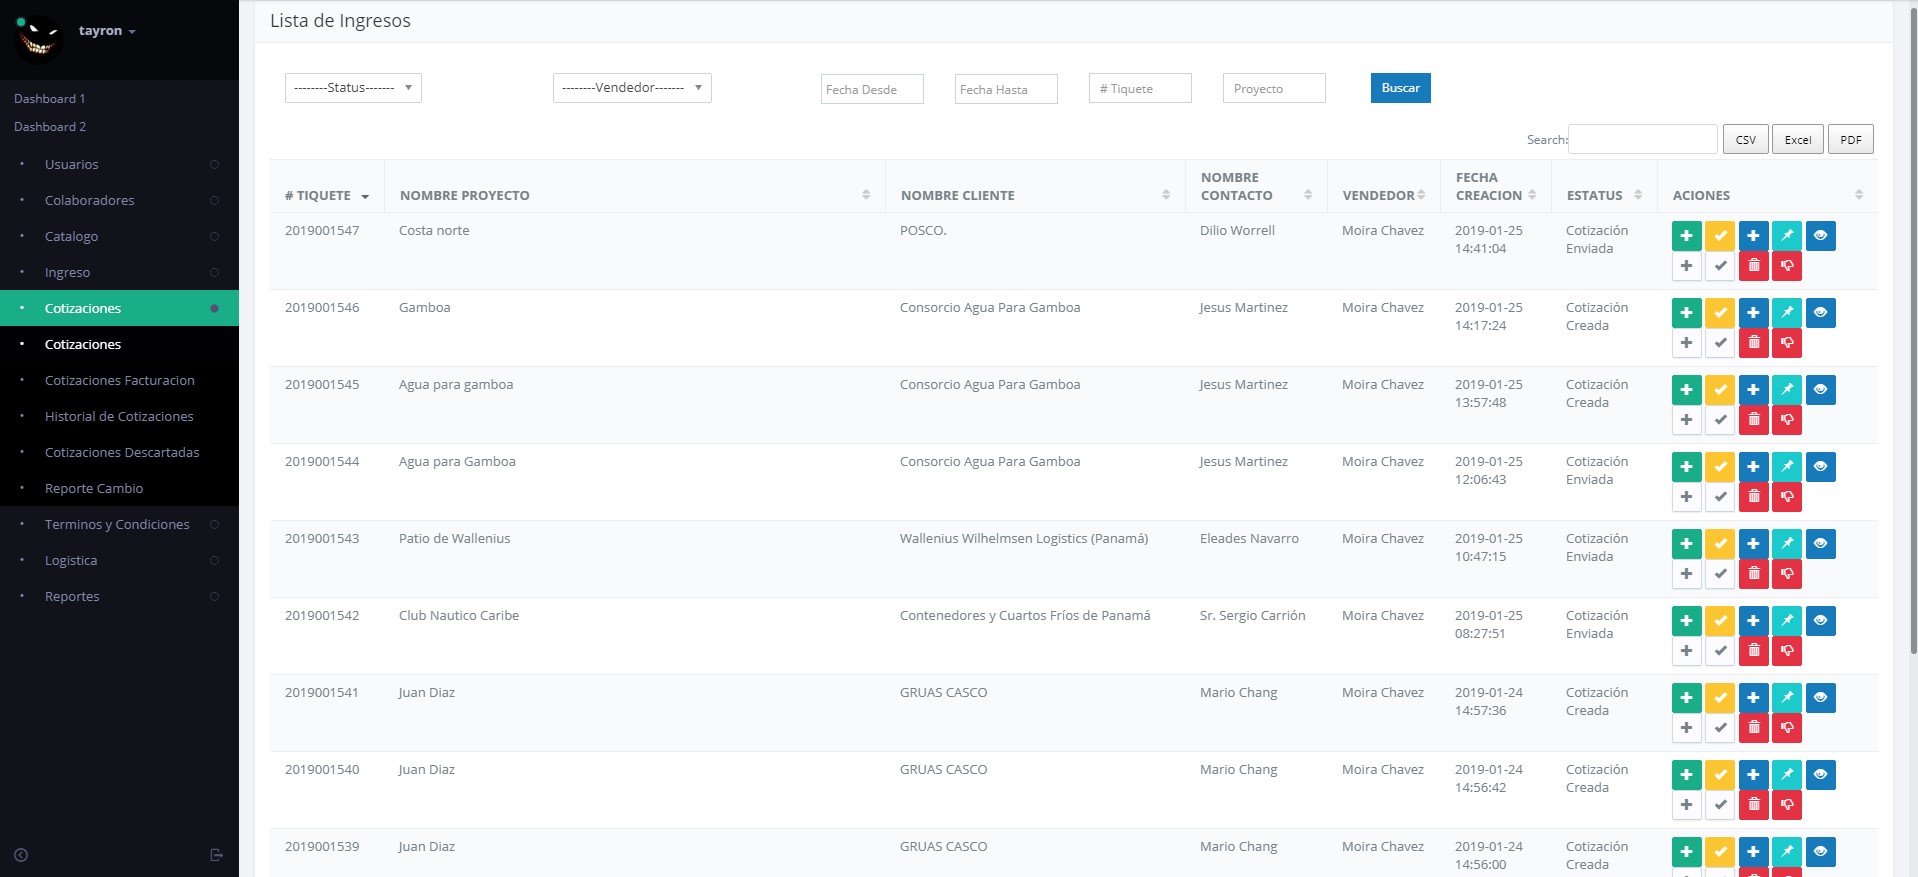 tayron
Dashboard 1
Dashboard 2
Usuarios
Colaboradores
Catalogo
Ingreso
Cotizaciones
Cotizaciones
Cotizaciones Facturacion
Historial de Cotizaciones
Cotizaciones Descartadas
Reporte Cambio
Terminos y Condiciones
Logistica
Reportes
Lista de Ingresos
--------Status------- --------Vendedor------- Fecha Desde Fecha Hasta # Tiquete Proyecto Buscar
Search: CSV Excel PDF
# TIQUETE NOMBRE PROYECTO NOMBRE CLIENTE NOMBRE CONTACTO VENDEDOR FECHA CREACION ESTATUS ACIONES
2019001547 Costa norte POSCO. Dilio Worrell Moira Chavez 2019-01-25 14:41:04 Cotización Enviada
2019001546 Gamboa Consorcio Agua Para Gamboa Jesus Martinez Moira Chavez 2019-01-25 14:17:24 Cotización Creada
2019001545 Agua para gamboa Consorcio Agua Para Gamboa Jesus Martinez Moira Chavez 2019-01-25 13:57:48 Cotización Creada
2019001544 Agua para Gamboa Consorcio Agua Para Gamboa Jesus Martinez Moira Chavez 2019-01-25 12:06:43 Cotización Enviada
2019001543 Patio de Wallenius Wallenius Wilhelmsen Logistics (Panamá) Eleades Navarro Moira Chavez 2019-01-25 10:47:15 Cotización Enviada
2019001542 Club Nautico Caribe Contenedores y Cuartos Fríos de Panamá Sr. Sergio Carrión Moira Chavez 2019-01-25 08:27:51 Cotización Enviada
2019001541 Juan Diaz GRUAS CASCO Mario Chang Moira Chavez 2019-01-24 14:57:36 Cotización Creada
2019001540 Juan Diaz GRUAS CASCO Mario Chang Moira Chavez 2019-01-24 14:56:42 Cotización Creada
2019001539 Juan Diaz GRUAS CASCO Mario Chang Moira Chavez 2019-01-24 14:56:00 Cotización Creada